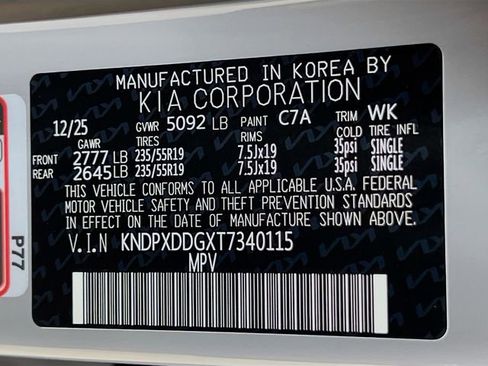 MANUFACTURED IN KOREA BY
KIA CORPORATION
12/25 GVWR 5092 LB PAINT C7A TRIM WK
GAWR TIRES RIMS COLD TIRE INFL
FRONT 2777 LB 235/55R19 7.5Jx19 35psi SINGLE
REAR 2645 LB 235/55R19 7.5Jx19 35psi SINGLE
THIS VEHICLE CONFORMS TO ALL APPLICABLE U.S.A. FEDERAL
MOTOR VEHICLE SAFETY AND THEFT PREVENTION STANDARDS
IN EFFECT ON THE DATE OF MANUFACTURE SHOWN ABOVE.
V.I.N KNDPXDDGXT7340115
MPV
P77